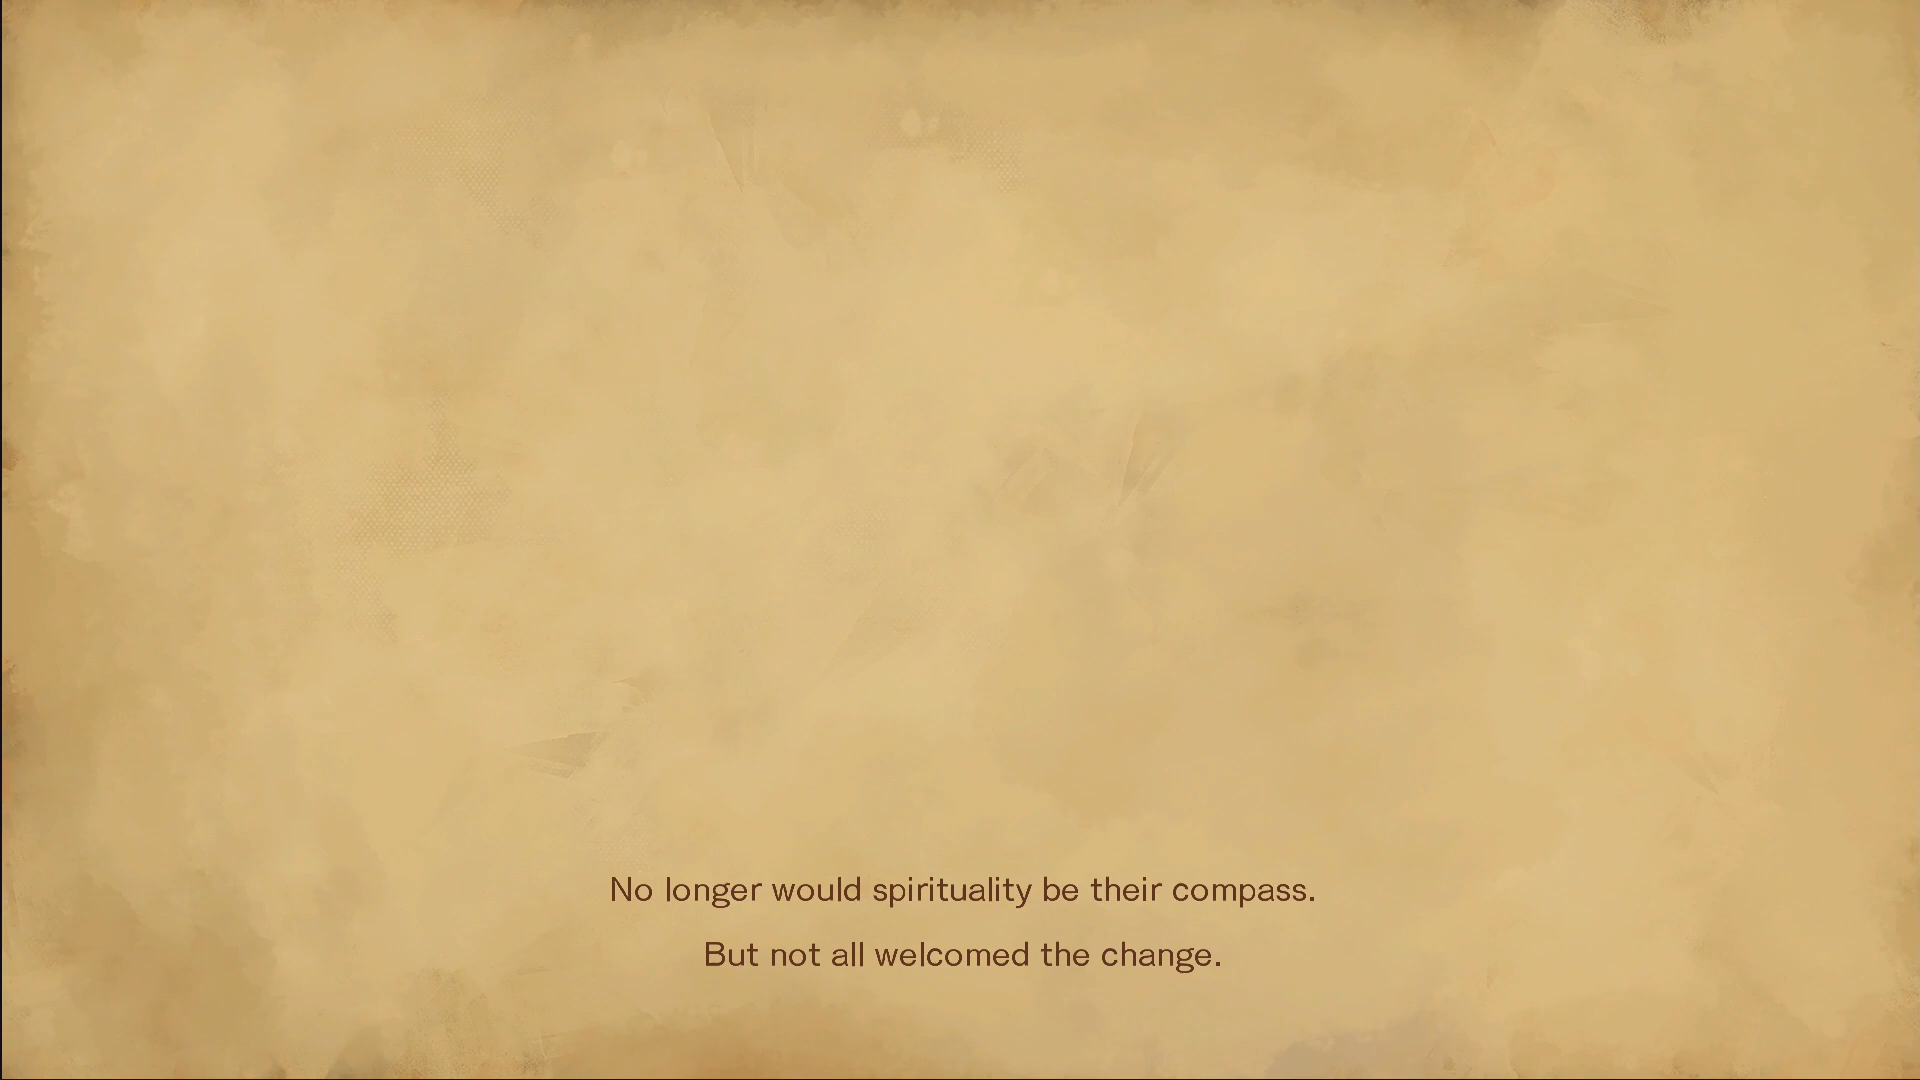 No longer would spirituality be their compass.
But not all welcomed the change.